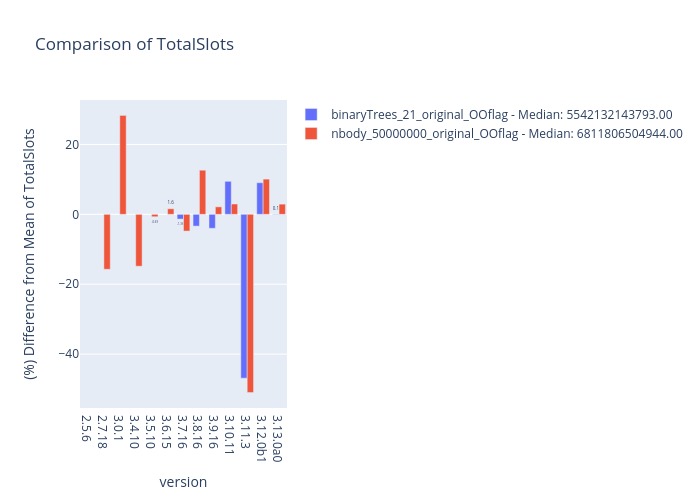 Comparison of TotalSlots
binaryTrees_21_original_OOflag - Median: 5542132143793.00
nbody_50000000_original_OOflag - Median: 6811806504944.00
(%) Difference from Mean of TotalSlots
20
0
−20
−40
1.6
2.5.6
2.7.18
3.0.1
3.4.10
3.5.10
3.6.15
3.7.16
3.8.16
3.9.16
3.10.11
3.11.3
3.12.0b1
3.13.0a0
version